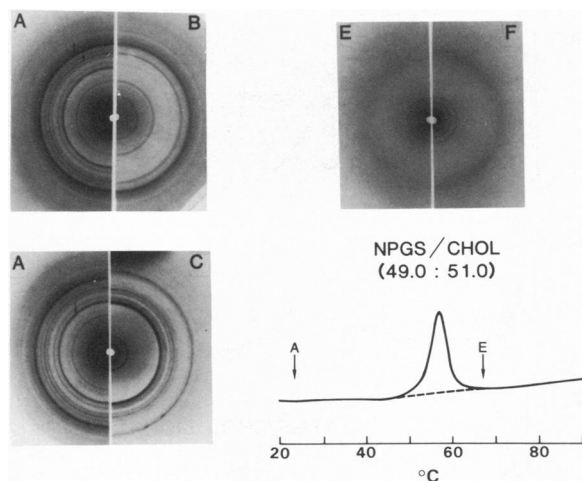 A B
E F
A C
NPGS/CHOL
(49.0 : 51.0)
A E
20 40 60 80
°C